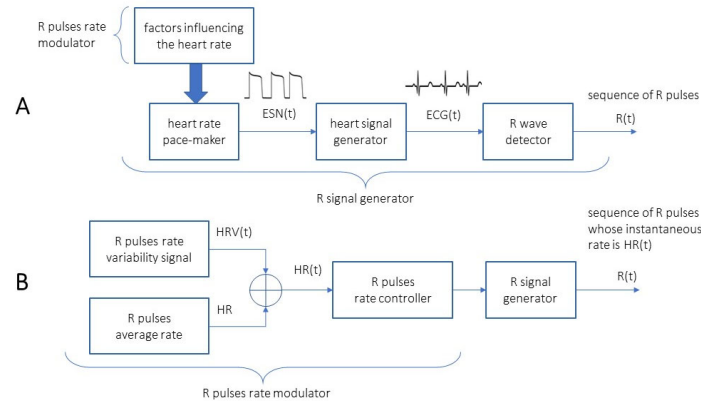 R pulses rate
modulator
factors influencing
the heart rate
A
heart rate
pace-maker
ESN(t)
heart signal
generator
ECG(t)
R wave
detector
sequence of R pulses
R(t)
R signal generator
B
R pulses rate
variability signal
HRV(t)
R pulses
average rate
HR
HR(t)
R pulses
rate controller
R signal
generator
sequence of R pulses
whose instantaneous
rate is HR(t)
R(t)
R pulses rate modulator